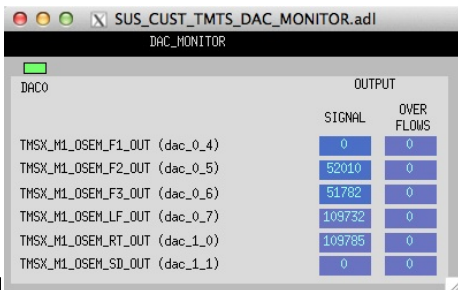 SUS_CUST_TMTS_DAC_MONITOR.adl
DAC_MONITOR
DAC0
OUTPUT
SIGNAL OVER FLOWS
TMSX_M1_OSEM_F1_OUT (dac_0_4) 0 0
TMSX_M1_OSEM_F2_OUT (dac_0_5) 52010 0
TMSX_M1_OSEM_F3_OUT (dac_0_6) 51782 0
TMSX_M1_OSEM_LF_OUT (dac_0_7) 109732 0
TMSX_M1_OSEM_RT_OUT (dac_1_0) 109785 0
TMSX_M1_OSEM_SD_OUT (dac_1_1) 0 0